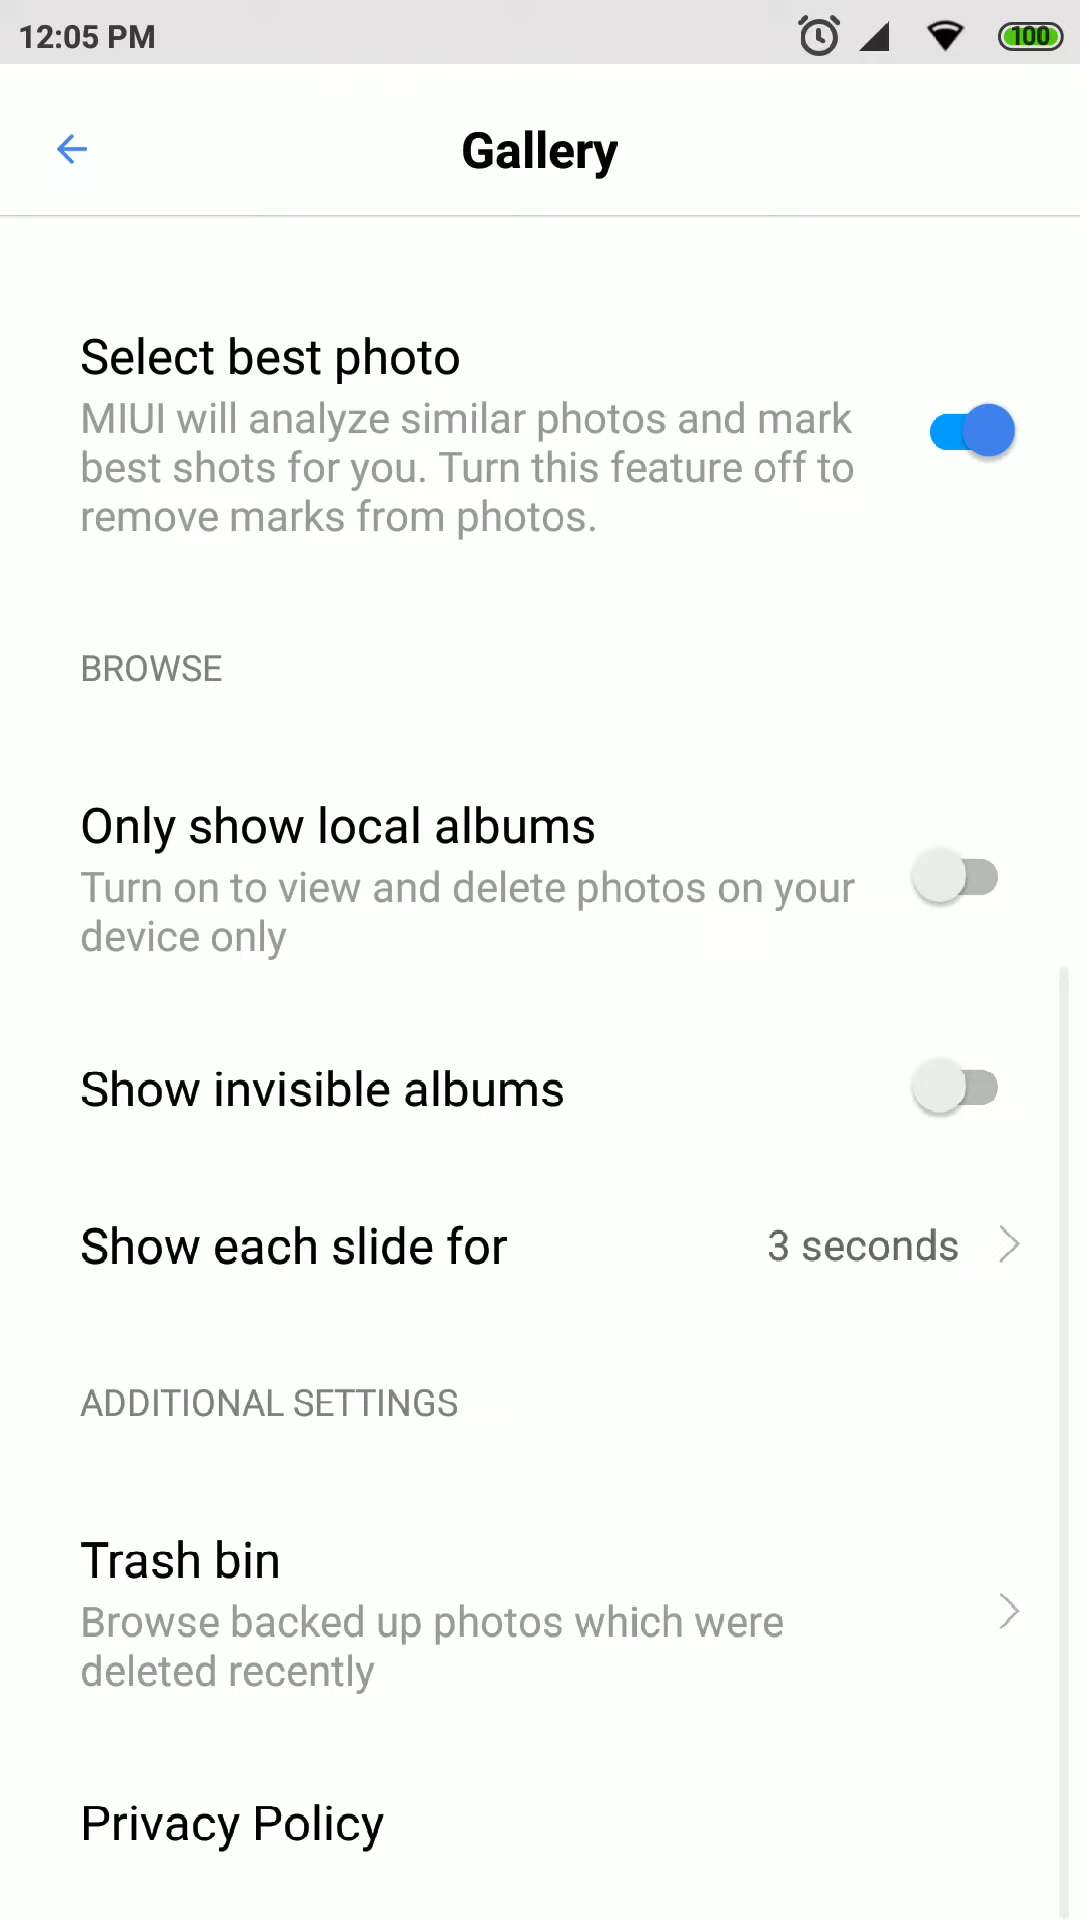 12:05 PM
100
Gallery
Select best photo
MIUI will analyze similar photos and mark
best shots for you. Turn this feature off to
remove marks from photos.
BROWSE
Only show local albums
Turn on to view and delete photos on your
device only
Show invisible albums
Show each slide for 3 seconds
ADDITIONAL SETTINGS
Trash bin
Browse backed up photos which were
deleted recently
Privacy Policy